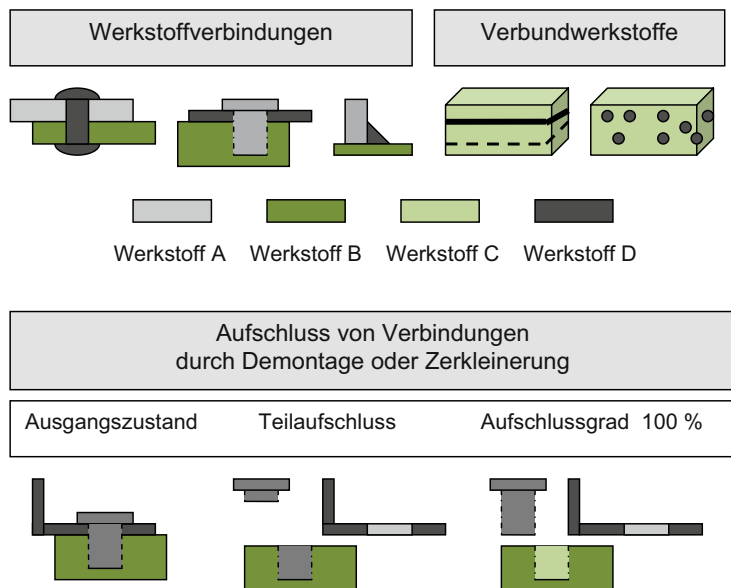 Werkstoffverbindungen
Verbundwerkstoffe
Werkstoff A
Werkstoff B
Werkstoff C
Werkstoff D
Aufschluss von Verbindungen
durch Demontage oder Zerkleinerung
Ausgangszustand
Teilaufschluss
Aufschlussgrad 100 %